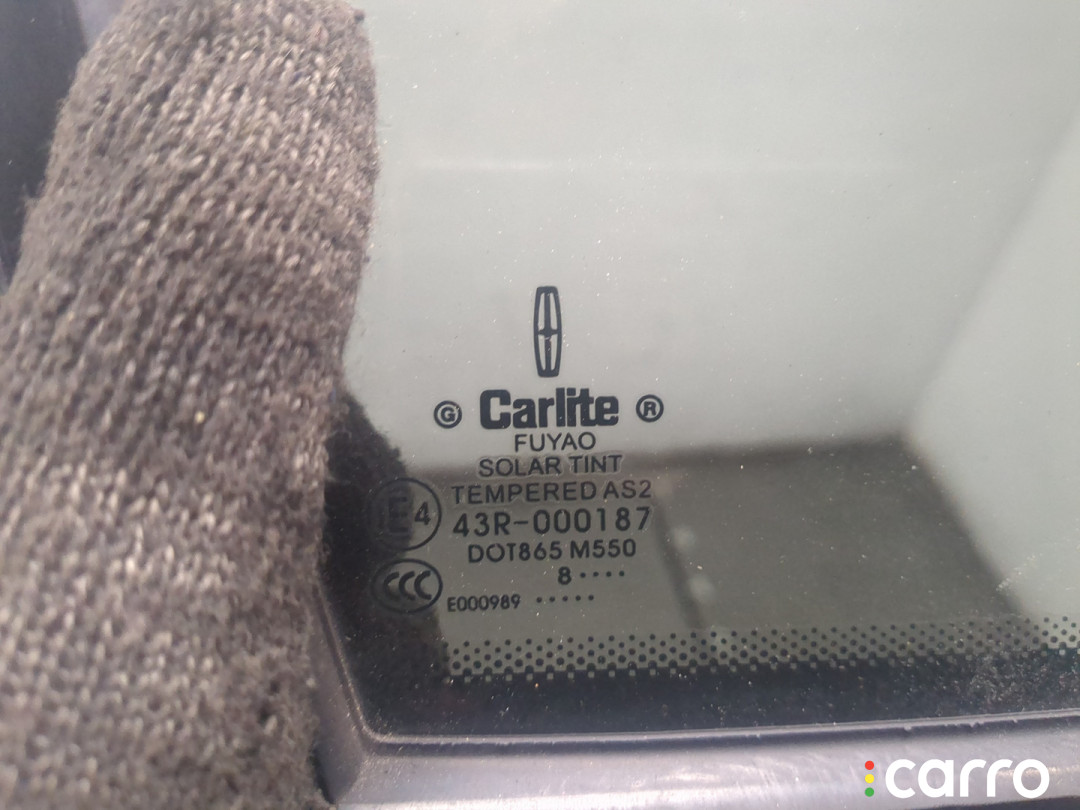 G Carlite ®
FUYAO
SOLAR TINT
TEMPERED AS2
E4 43R-000187
DOT865 M550
8 ····
CCC E000989 ·····
carro